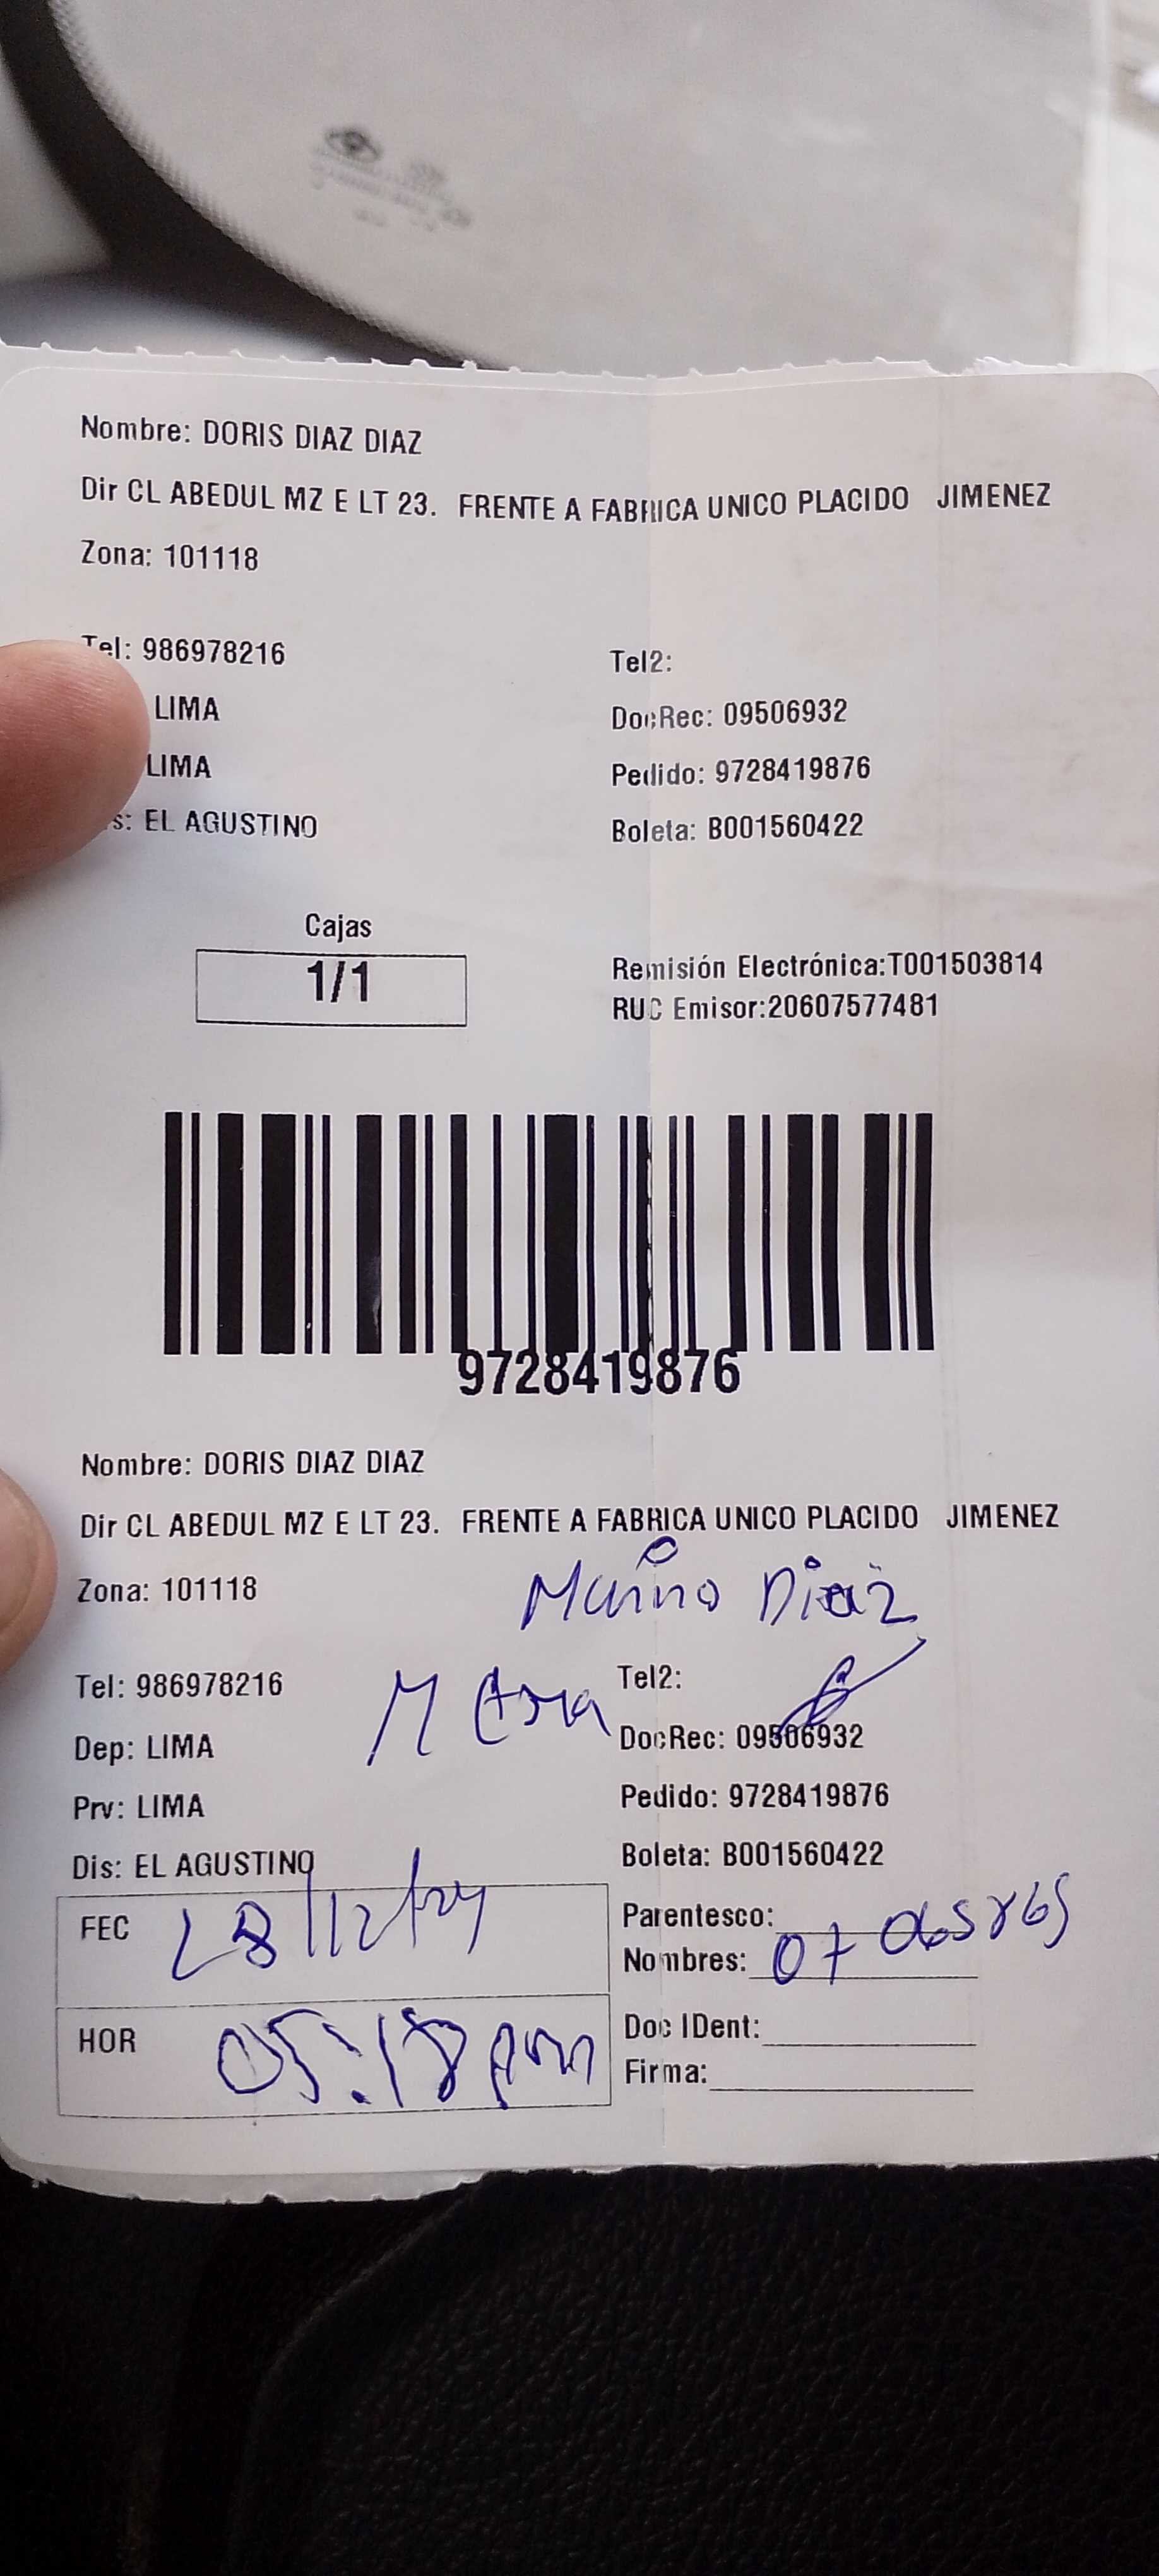 Nombre: DORIS DIAZ DIAZ
Dir CL ABEDUL MZ E LT 23. FRENTE A FABRICA UNICO PLACIDO JIMENEZ
Zona: 101118
Tel: 986978216
Tel2:
LIMA
DocRec: 09506932
LIMA
Pedido: 9728419876
s: EL AGUSTINO
Boleta: B001560422
Cajas
1/1
Remisión Electrónica:T001503814
RUC Emisor:20607577481
9728419876
Nombre: DORIS DIAZ DIAZ
Dir CL ABEDUL MZ E LT 23. FRENTE A FABRICA UNICO PLACIDO JIMENEZ
Zona: 101118
Diaz
Tel: 986978216
Tel2:
Dep: LIMA
DocRec: 09506932
Prv: LIMA
Pedido: 9728419876
Dis: EL AGUSTINO
Boleta: B001560422
FEC 28/12/24
Parentesco:
Nombres: 07065865
HOR 05:18 pm
Doc IDent:
Firma: